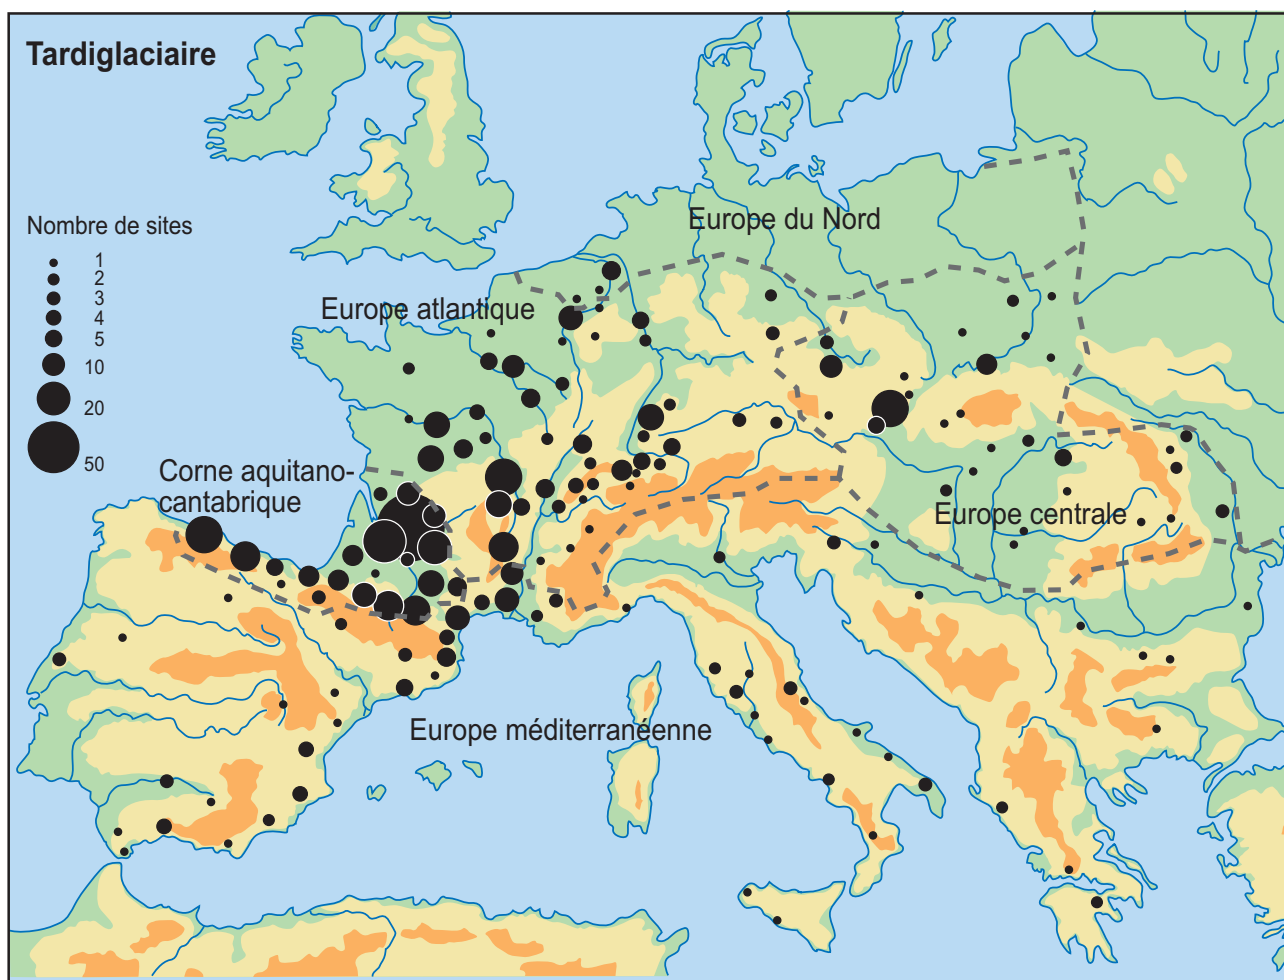 Tardiglaciaire
Europe du Nord
Nombre de sites
1
2
3
4
5
10
20
50
Europe atlantique
Corne aquitano-
cantabrique
Europe centrale
Europe méditerranéenne